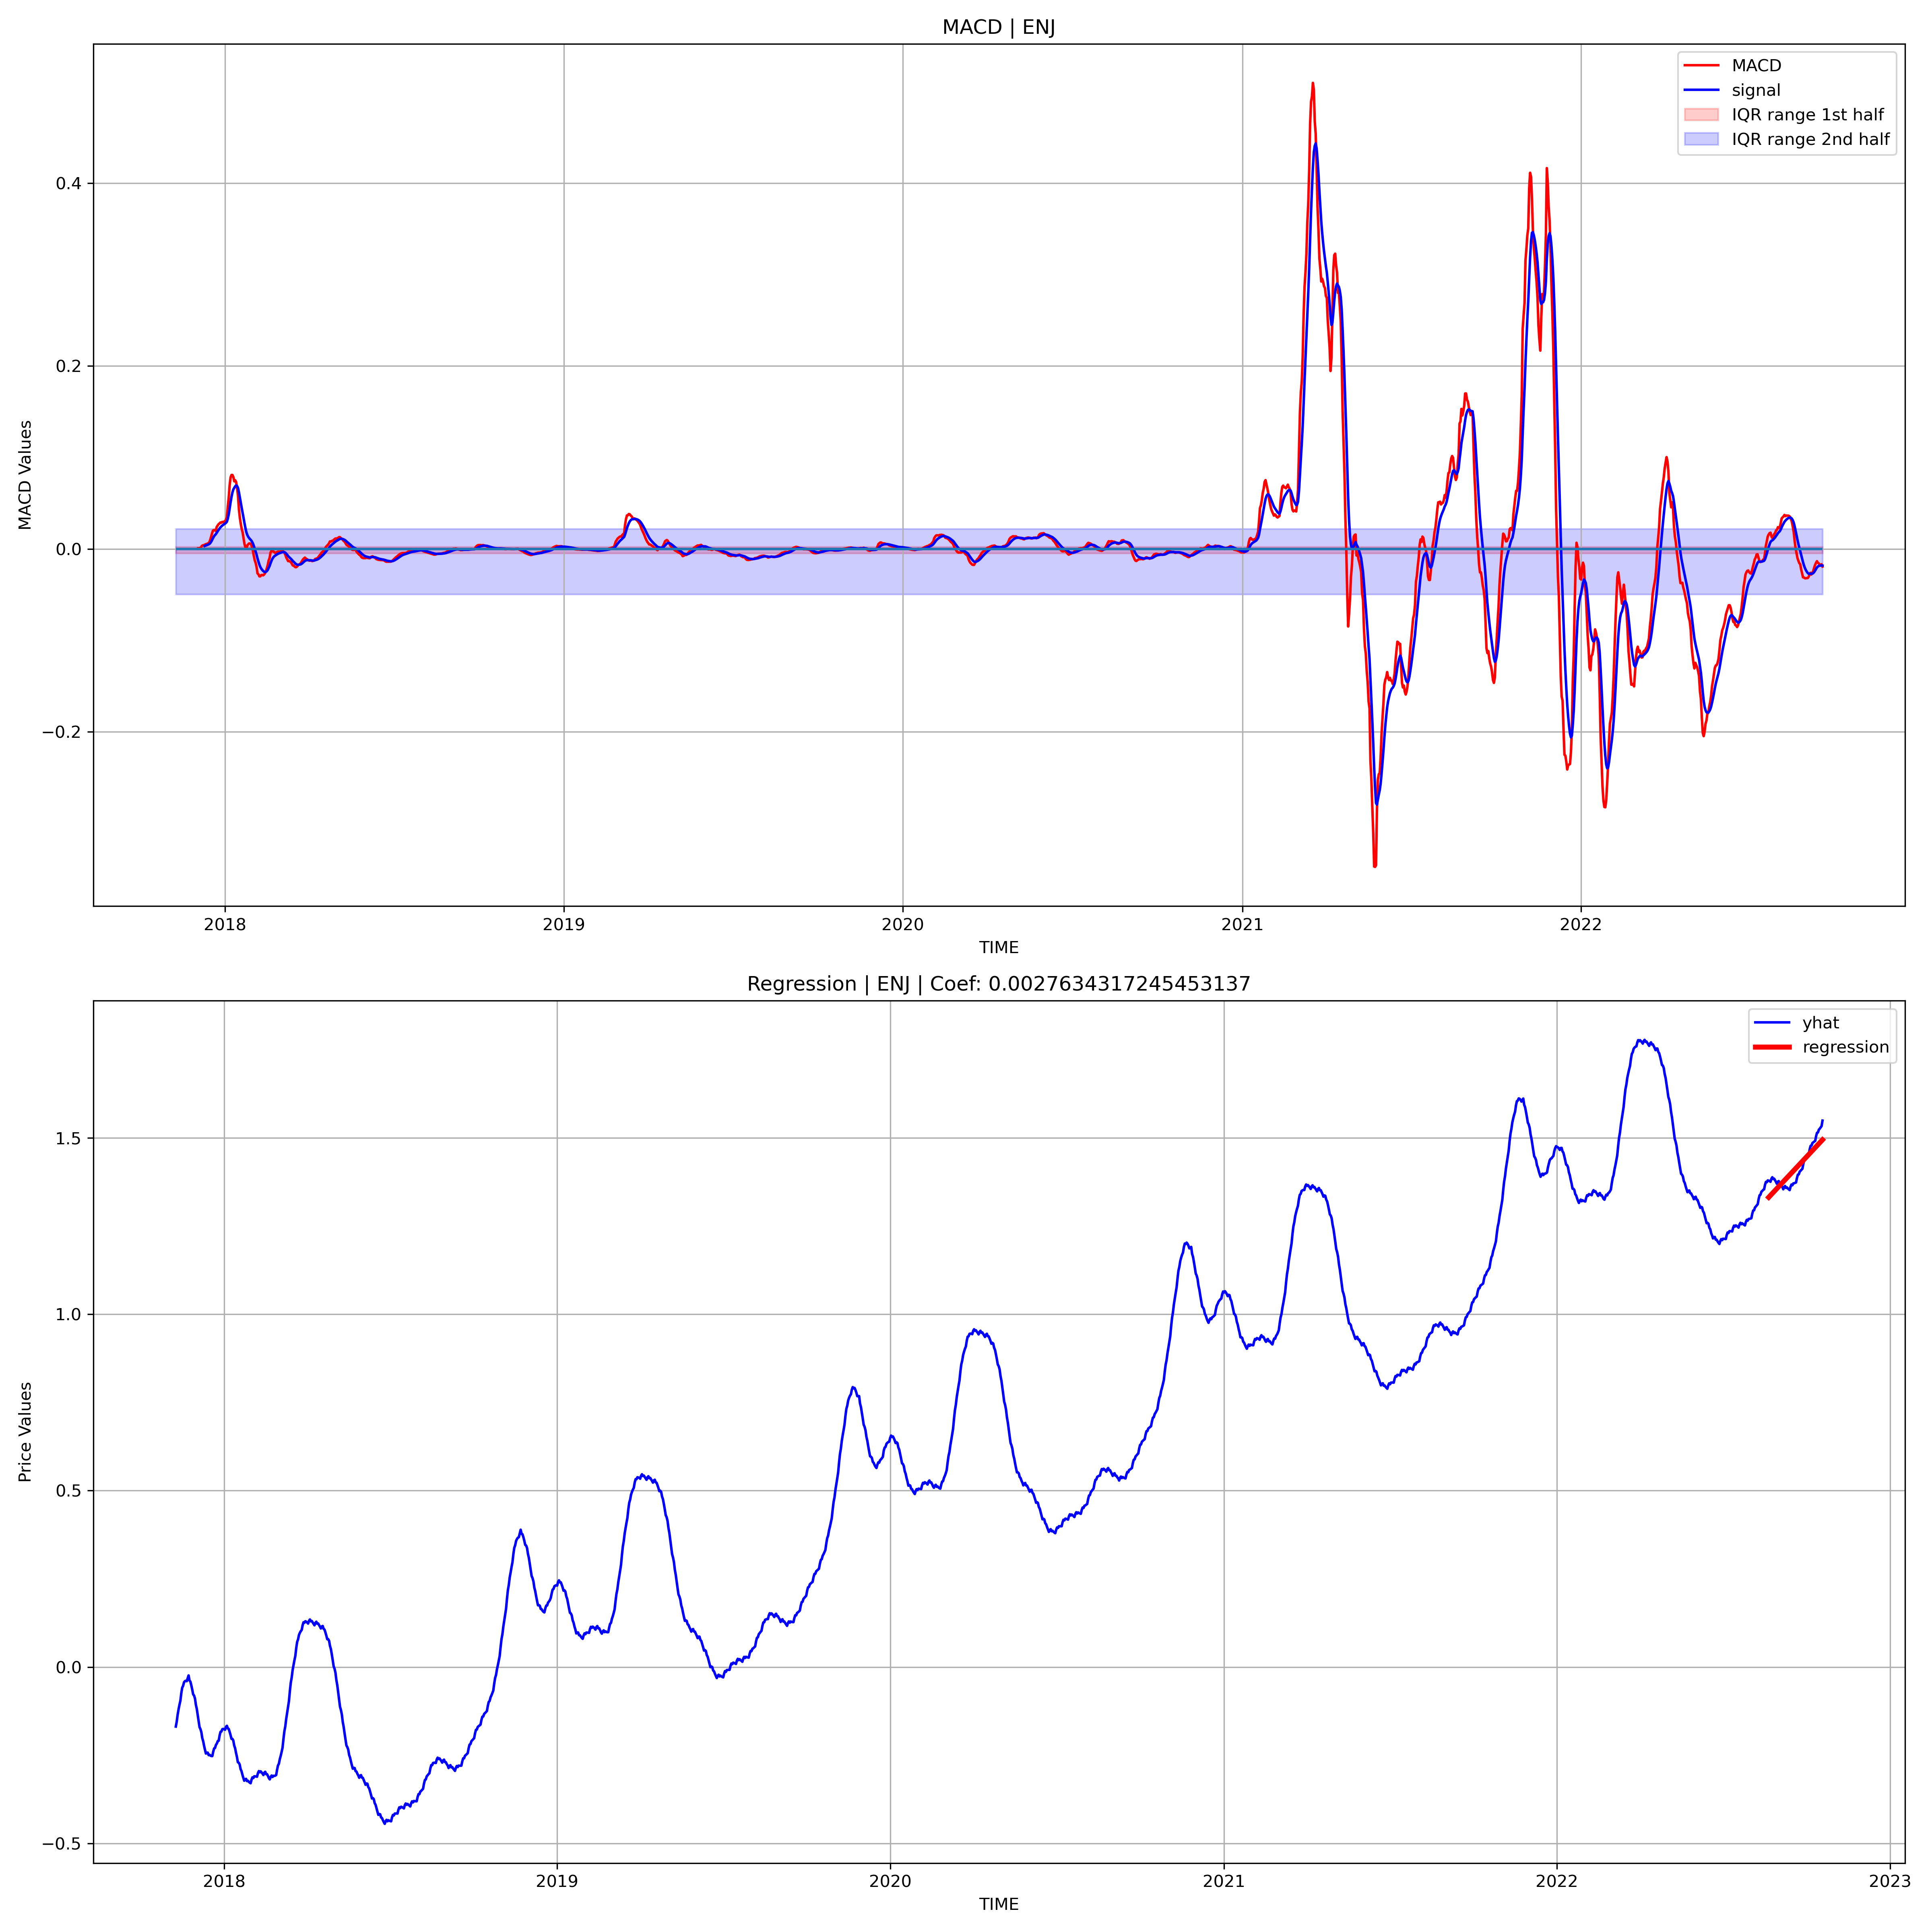 MACD | ENJ
MACD
signal
IQR range 1st half
IQR range 2nd half
MACD Values
0.4
0.2
0.0
−0.2
2018 2019 2020 2021 2022
TIME
Regression | ENJ | Coef: 0.0027634317245453137
yhat
regression
Price Values
1.5
1.0
0.5
0.0
−0.5
2018 2019 2020 2021 2022 2023
TIME